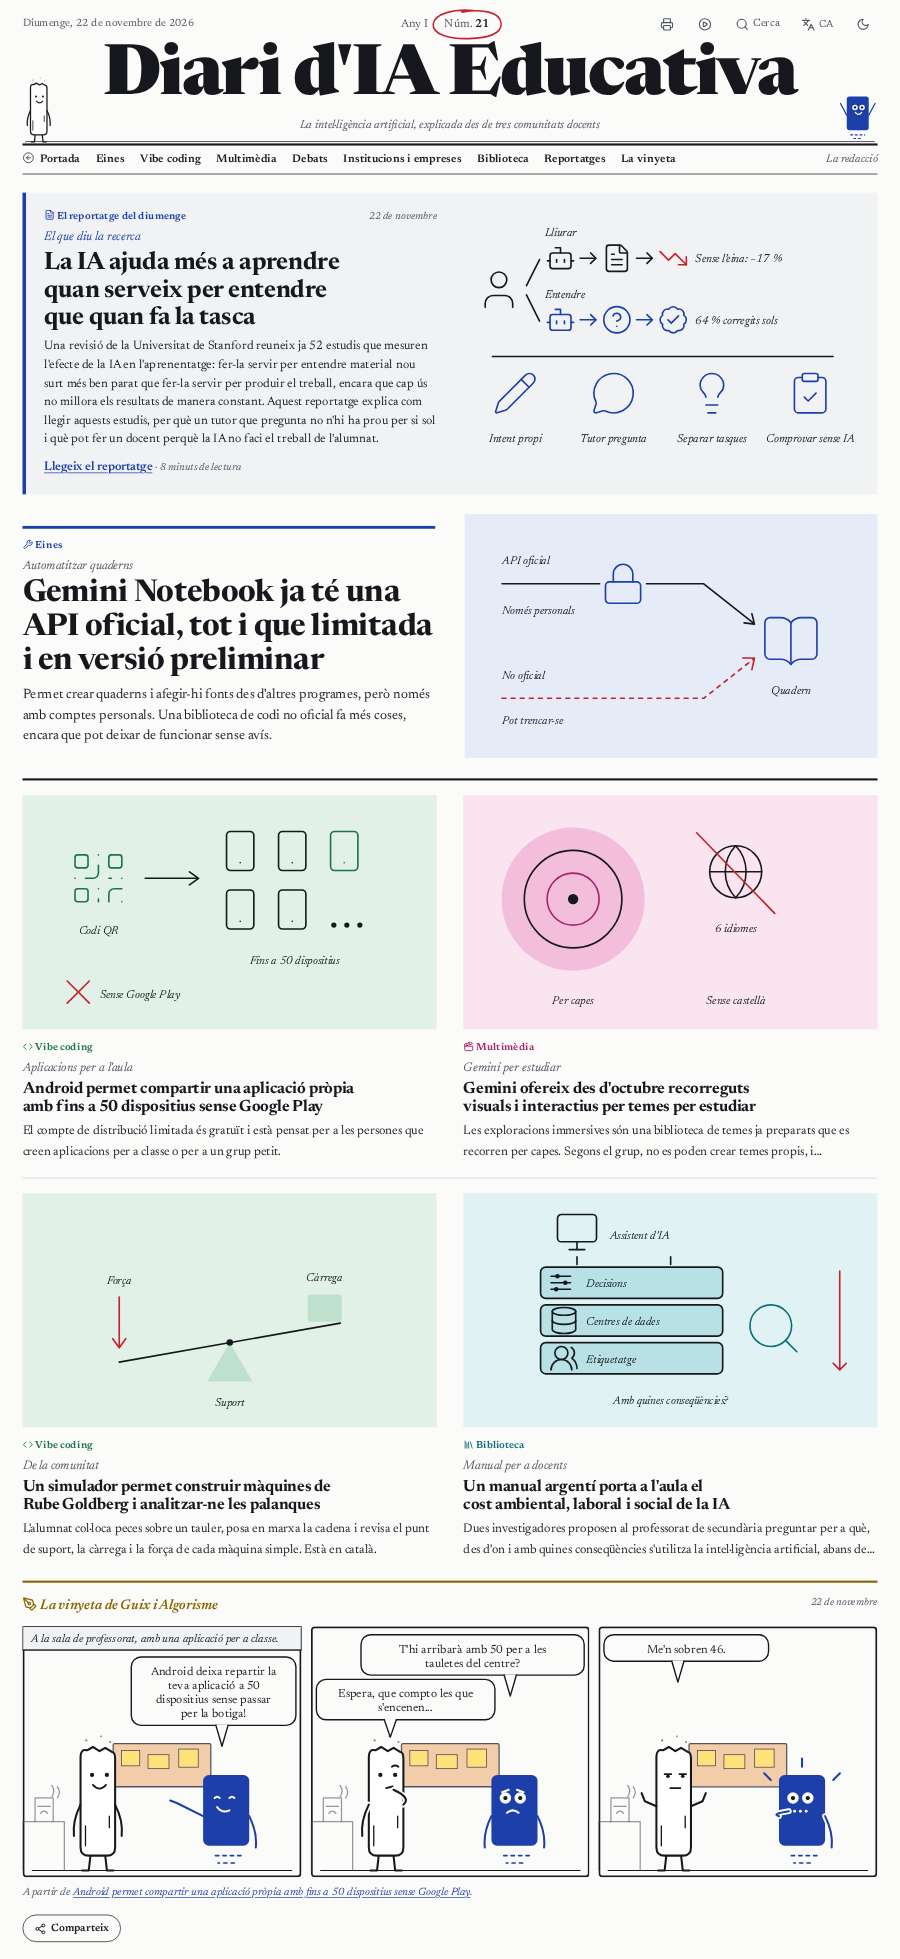 Diumenge, 22 de novembre de 2026
Any I
Núm. 21
Cerca
CA
Diari d'IA Educativa
La intel·ligència artificial, explicada des de tres comunitats docents
Portada Eines Vibe coding Multimèdia Debats Institucions i empreses Biblioteca Reportatges La vinyeta
La redacció
El reportatge del diumenge
22 de novembre
El que diu la recerca
La IA ajuda més a aprendre
quan serveix per entendre
que quan fa la tasca
Una revisió de la Universitat de Stanford reuneix ja 52 estudis que mesuren
l'efecte de la IA en l'aprenentatge: fer-la servir per entendre material nou
surt més ben parat que fer-la servir per produir el treball, encara que cap ús
no millora els resultats de manera constant. Aquest reportatge explica com
llegir aquests estudis, per què un tutor que pregunta no n'hi ha prou per si sol
i què pot fer un docent perquè la IA no faci el treball de l'alumnat.
Llegeix el reportatge · 8 minuts de lectura
Lliurar
Sense l'eina: −17 %
Entendre
64 % corregits sols
Intent propi
Tutor pregunta
Separar tasques
Comprovar sense IA
Eines
Automatitzar quaderns
Gemini Notebook ja té una
API oficial, tot i que limitada
i en versió preliminar
Permet crear quaderns i afegir-hi fonts des d'altres programes, però només
amb comptes personals. Una biblioteca de codi no oficial fa més coses,
encara que pot deixar de funcionar sense avís.
API oficial
Només personals
No oficial
Pot trencar-se
Quadern
Codi QR
Fins a 50 dispositius
Sense Google Play
Vibe coding
Aplicacions per a l'aula
Android permet compartir una aplicació pròpia
amb fins a 50 dispositius sense Google Play
El compte de distribució limitada és gratuït i està pensat per a les persones que
creen aplicacions per a classe o per a un grup petit.
6 idiomes
Per capes
Sense castellà
Multimèdia
Gemini per estudiar
Gemini ofereix des d'octubre recorreguts
visuals i interactius per temes per estudiar
Les exploracions immersives són una biblioteca de temes ja preparats que es
recorren per capes. Segons el grup, no es poden crear temes propis, i…
Força
Càrrega
Suport
Vibe coding
De la comunitat
Un simulador permet construir màquines de
Rube Goldberg i analitzar-ne les palanques
L'alumnat col·loca peces sobre un tauler, posa en marxa la cadena i revisa el punt
de suport, la càrrega i la força de cada màquina simple. Està en català.
Assistent d'IA
Decisions
Centres de dades
Etiquetatge
Amb quines conseqüències?
Biblioteca
Manual per a docents
Un manual argentí porta a l'aula el
cost ambiental, laboral i social de la IA
Dues investigadores proposen al professorat de secundària preguntar per a què,
des d'on i amb quines conseqüències s'utilitza la intel·ligència artificial, abans de…
La vinyeta de Guix i Algorisme
22 de novembre
A la sala de professorat, amb una aplicació per a classe.
Android deixa repartir la
teva aplicació a 50
dispositius sense passar
per la botiga!
T'hi arribarà amb 50 per a les
tauletes del centre?
Espera, que compto les que
s'encenen...
Me'n sobren 46.
A partir de Android permet compartir una aplicació pròpia amb fins a 50 dispositius sense Google Play.
Comparteix